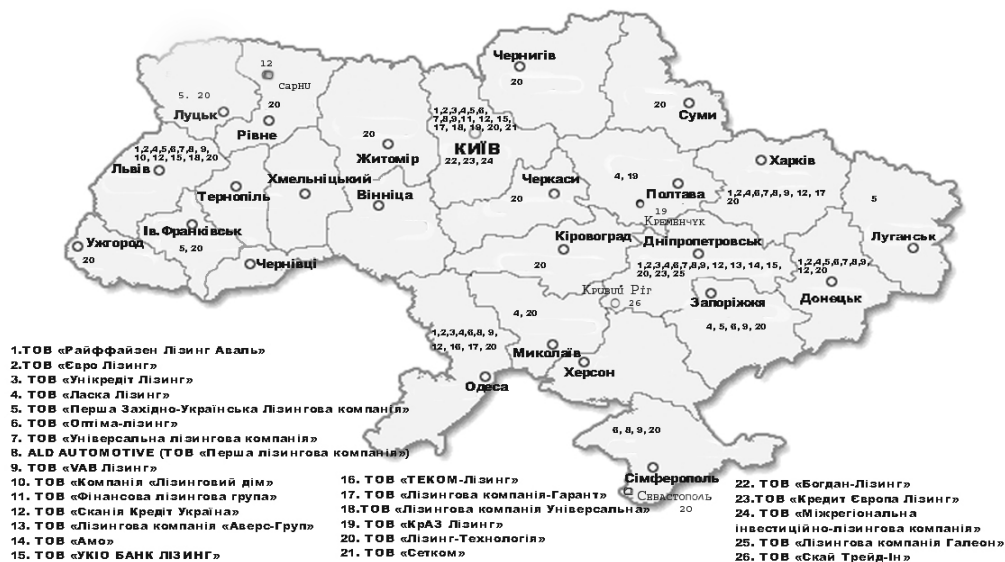 Чернигів
20
12
СарНU
5. 20
Луцьк
20
Рівне
20
Житомір
1,2,3,4,5,6,
7,8,9,11, 12, 15,
17, 18, 19, 20, 21
КИЇВ
22, 23, 24
20
Суми
1,2,4,5,6,7,8, 9,
10, 12, 15, 18, 20
Львів
Тернопіль
Хмельніцький
Вінніца
Черкаси
20
4, 19
Полтава
19
Кременчук
Харків
1,2,4,6,7,8, 9, 12, 17
20
5
Луганськ
Ів. Франківськ
5, 20
Ужгород
20
Чернівці
Кіровоград
20
Дніпропетровськ
1,2,3,4,6,7,8,9, 12, 13, 14, 15,
20, 23, 25
1,2,4,5,6,7,8,9,
12, 20
Донецьк
Кривий Ріг
26
Запоріжжя
4, 5, 6, 9, 20
4, 20
Миколаїв
Херсон
1,2,3,4,6,8, 9,
12, 16, 17, 20
Одеса
6, 8, 9, 20
Сімферополь
Севастополь
20
1.ТОВ «Райффайзен Лізинг Аваль»
2.ТОВ «Євро Лізинг»
3. ТОВ «Унікредіт Лізинг»
4. ТОВ «Ласка Лізинг»
5. ТОВ «Перша Західно-Українська Лізингова компанія»
6. ТОВ «Оптіма-лізинг»
7. ТОВ «Універсальна лізингова компанія»
8. ALD AUTOMOTIVE (ТОВ «Перша лізингова компанія»)
9. ТОВ «VAB Лізинг»
10. ТОВ «Компанія «Лізинговий дім»
11. ТОВ «Фінансова лізингова група»
12. ТОВ «Сканія Кредіт Україна»
13. ТОВ «Лізингова компанія «Аверс-Груп»
14. ТОВ «Амо»
15. ТОВ «УКІО БАНК ЛІЗИНГ»
16. ТОВ «ТЕКОМ-Лізинг»
17. ТОВ «Лізингова компанія-Гарант»
18.ТОВ «Лізингова компанія Універсальна»
19. ТОВ «КрАЗ Лізинг»
20. ТОВ «Лізинг-Технологія»
21. ТОВ «Сетком»
22. ТОВ «Богдан-Лізинг»
23.ТОВ «Кредит Європа Лізинг»
24. ТОВ «Міжрегіональна
інвестиційно-лізингова компанія»
25. ТОВ «Лізингова компанія Галеон»
26. ТОВ «Скай Трейд-Ін»